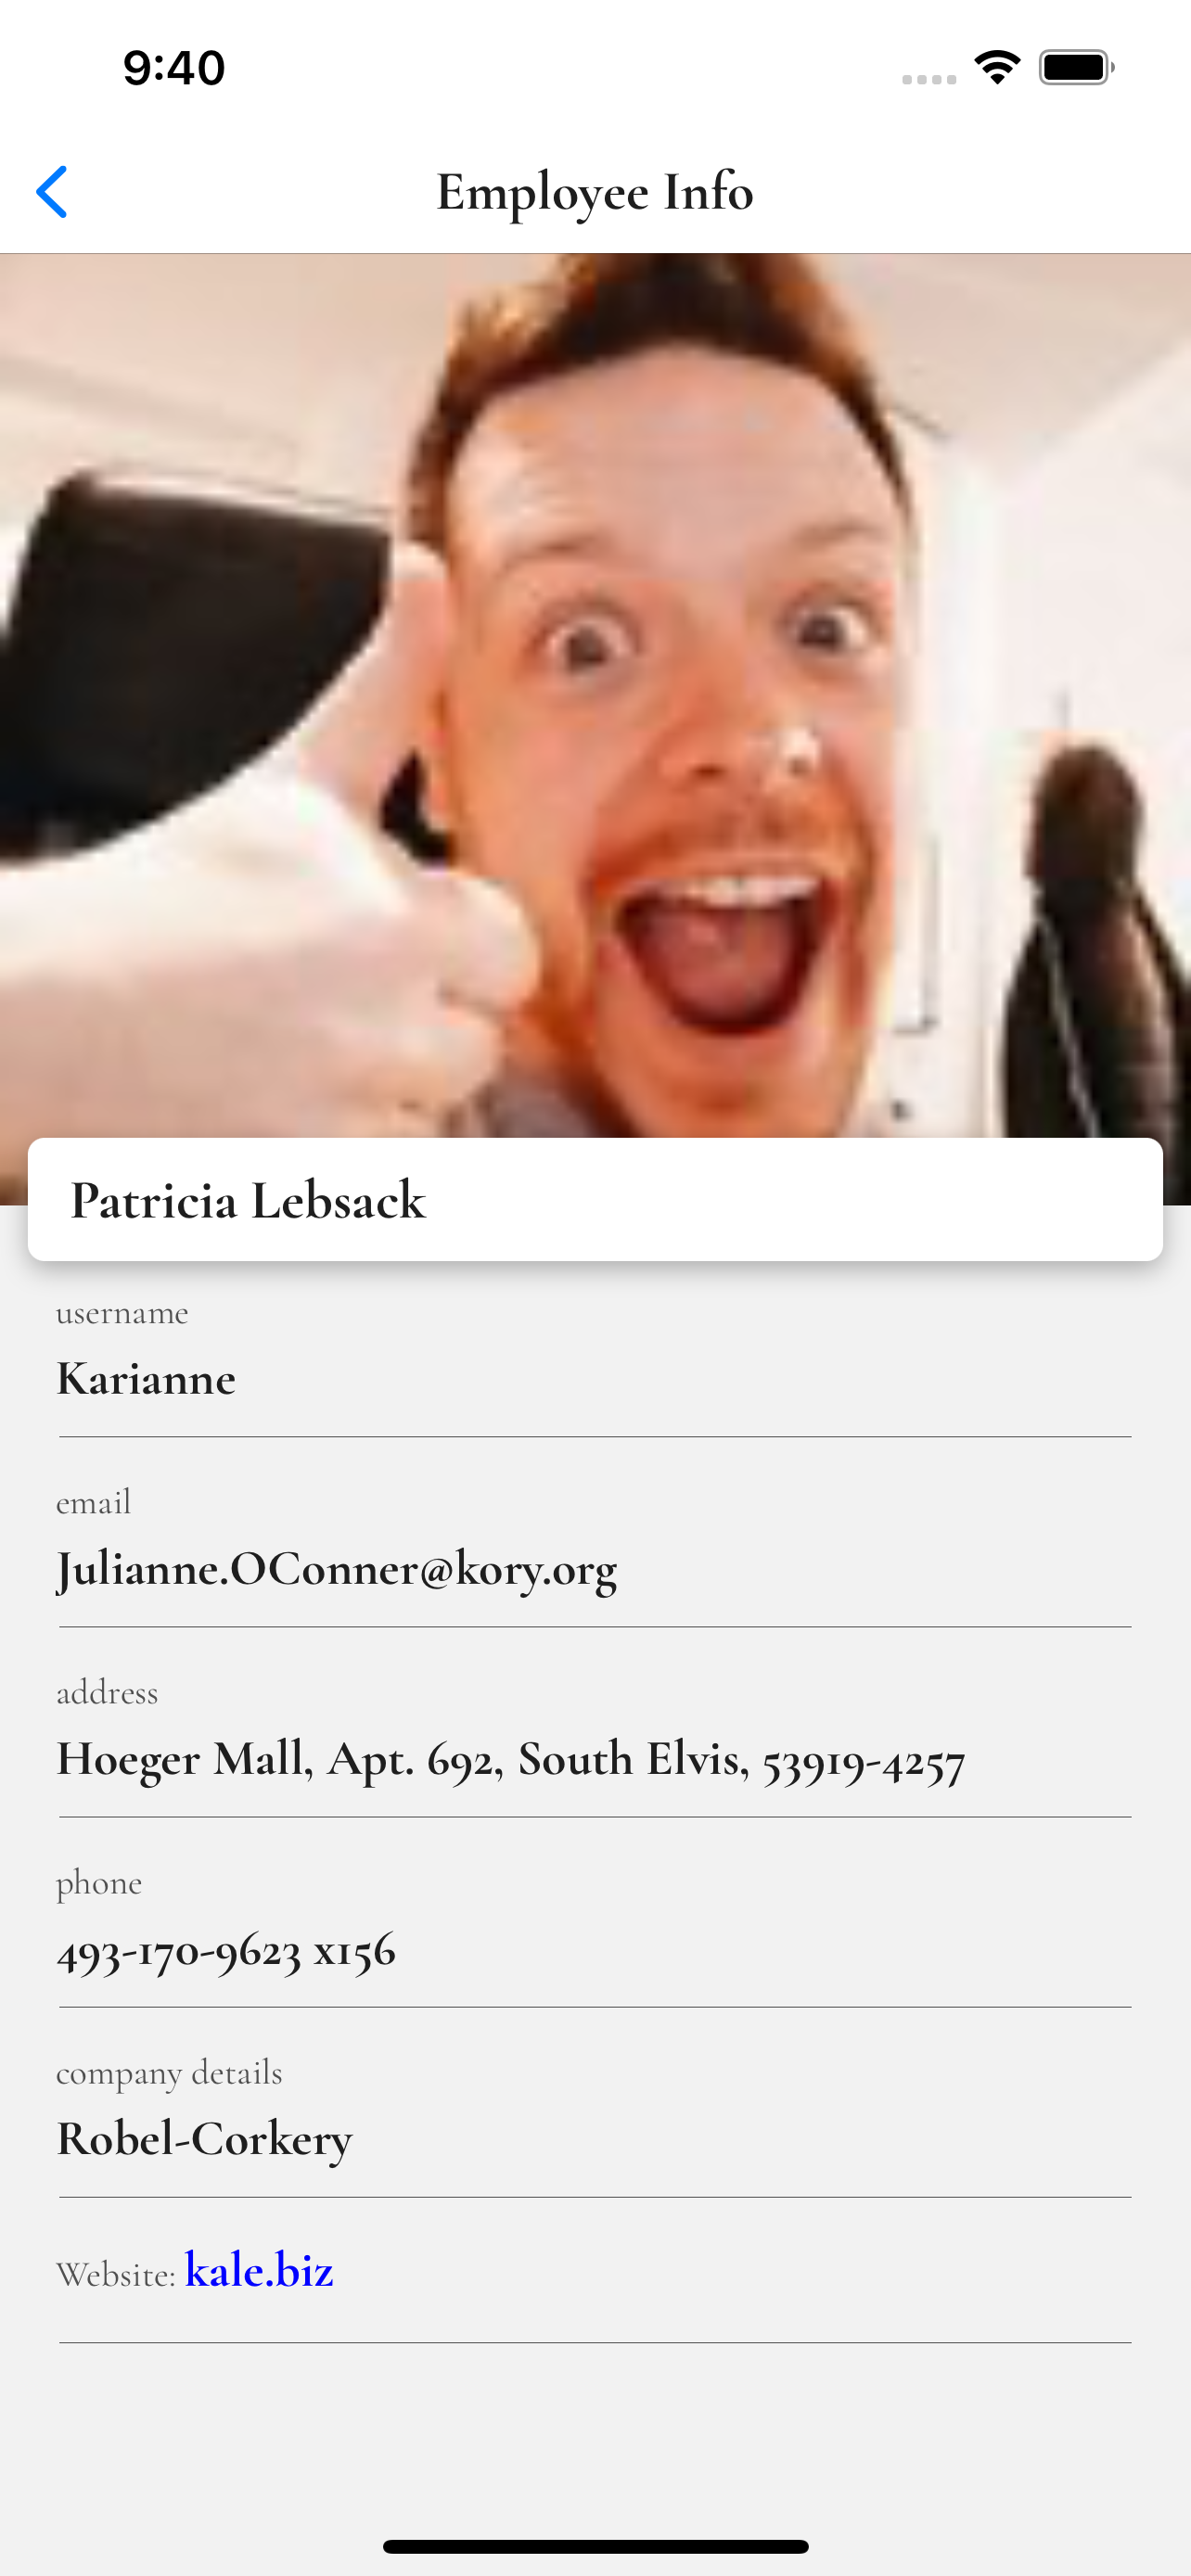 9:40
Employee Info
Patricia Lebsack
username
Karianne
email
Julianne.OConner@kory.org
address
Hoeger Mall, Apt. 692, South Elvis, 53919-4257
phone
493-170-9623 x156
company details
Robel-Corkery
Website: kale.biz